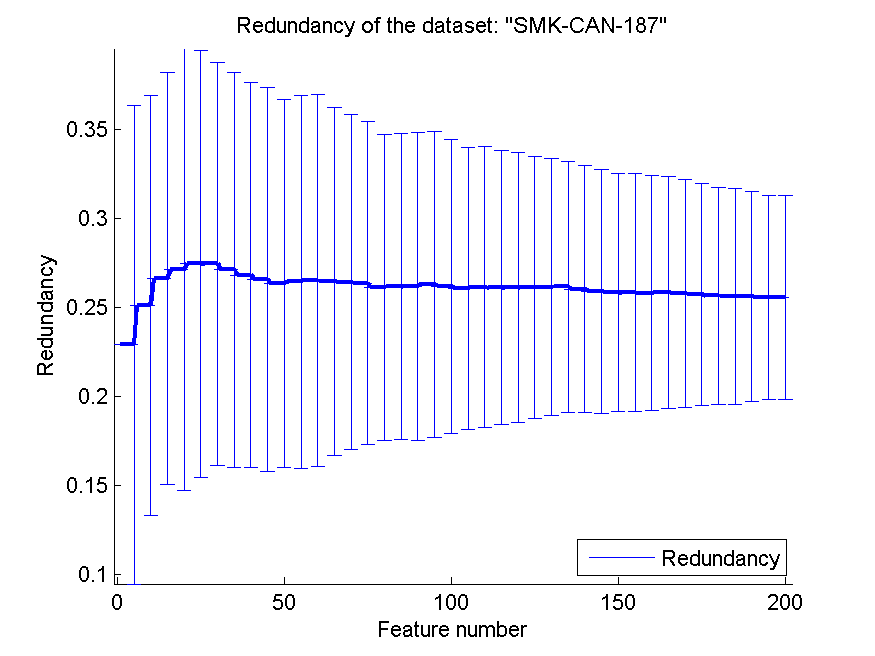 Redundancy of the dataset: "SMK-CAN-187"
Redundancy
0.35
0.3
0.25
0.2
0.15
0.1
0
50
100
150
200
Feature number
Redundancy